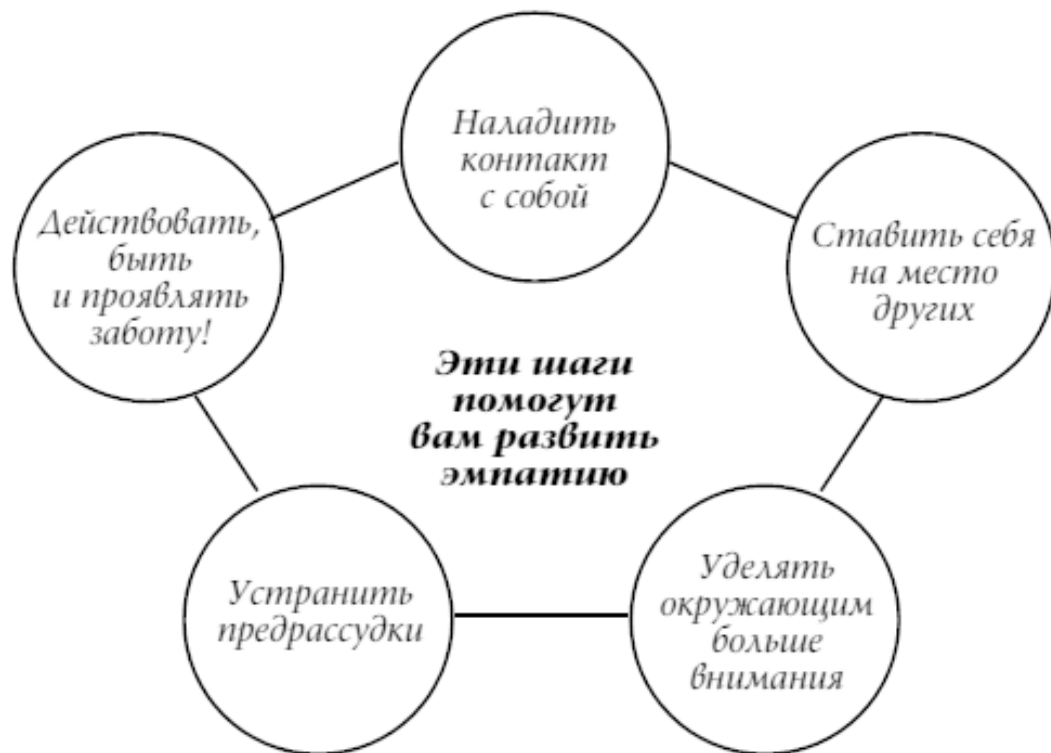 Наладить
контакт
с собой
Ставить себя
на место
других
Уделять
окружающим
больше
внимания
Устранить
предрассудки
Действовать,
быть
и проявлять
заботу!
Эти шаги
помогут
вам развить
эмпатию